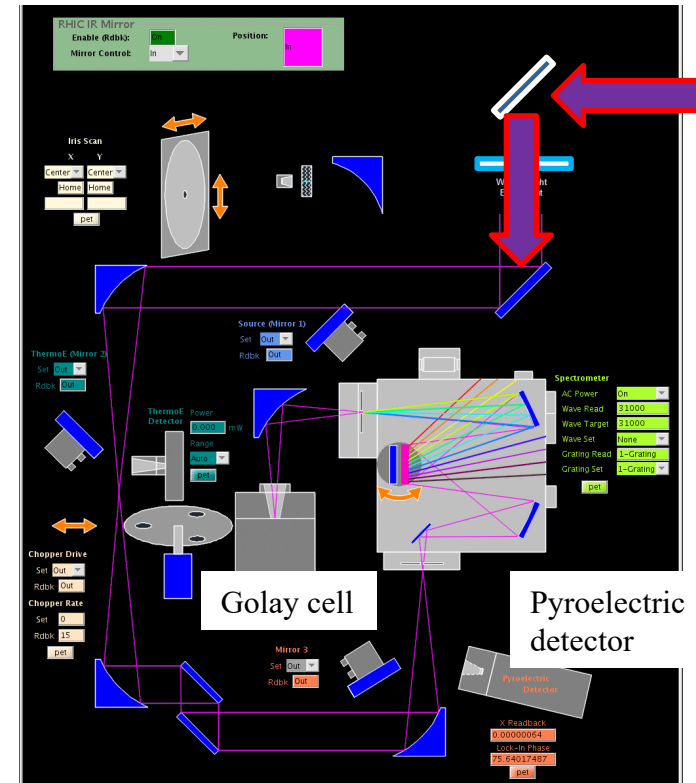 RHIC IR Mirror
Enable (Rdbk): On
Position: In
Mirror Control: In
Iris Scan
X Y
Center Center
Home Home
pet
Source (Mirror 1)
Set Out
Rdbk Out
ThermoE (Mirror 2)
Set Out
Rdbk Out
ThermoE Detector
Power
0.000 mW
Range
Auto
pet
Spectrometer
AC Power On
Wave Read 31000
Wave Target 31000
Wave Set None
Grating Read 1-Grating
Grating Set 1-Grating
pet
Chopper Drive
Set Out
Rdbk Out
Chopper Rate
Set 0
Rdbk 15
pet
Golay cell
Pyroelectric
detector
Mirror 3
Set Out
Rdbk Out
Pyroelectric
Detector
X Readback
0.00000064
Lock-In Phase
75.64017487
pet